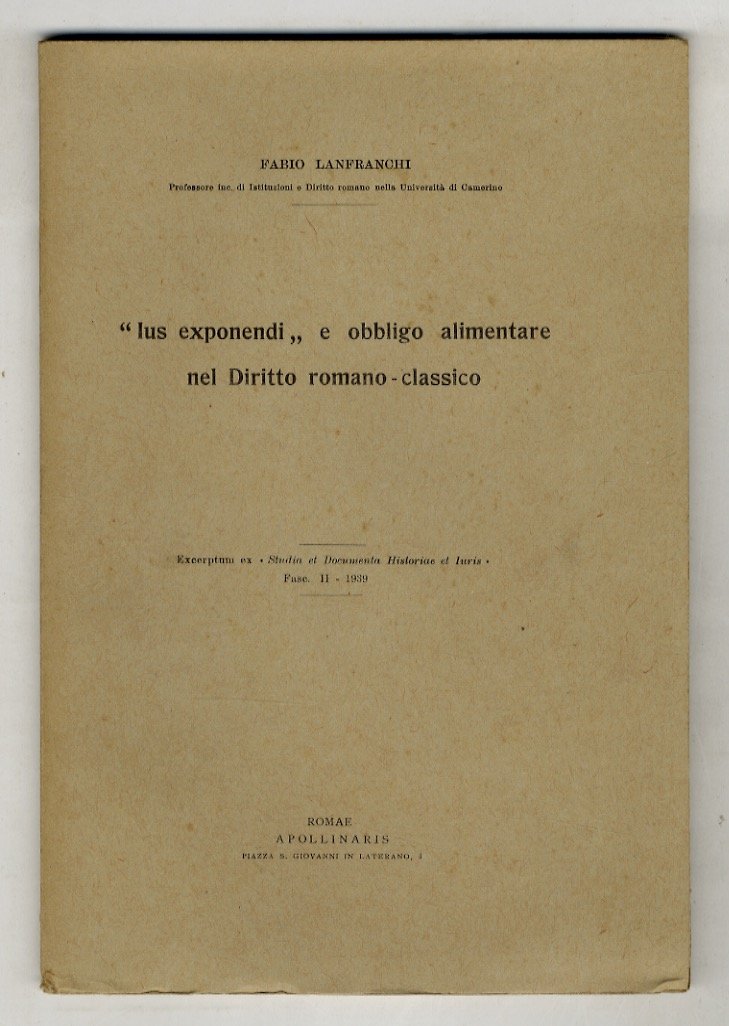 FABIO LANFRANCHI
Professore inc. di Istituzioni e Diritto romano nella Università di Camerino
“Ius exponendi„ e obbligo alimentare
nel Diritto romano-classico
Excerptum ex « Studia et Documenta Historiae et Iuris »
Fasc. II - 1939
ROMAE
APOLLINARIS
PIAZZA S. GIOVANNI IN LATERANO, 4